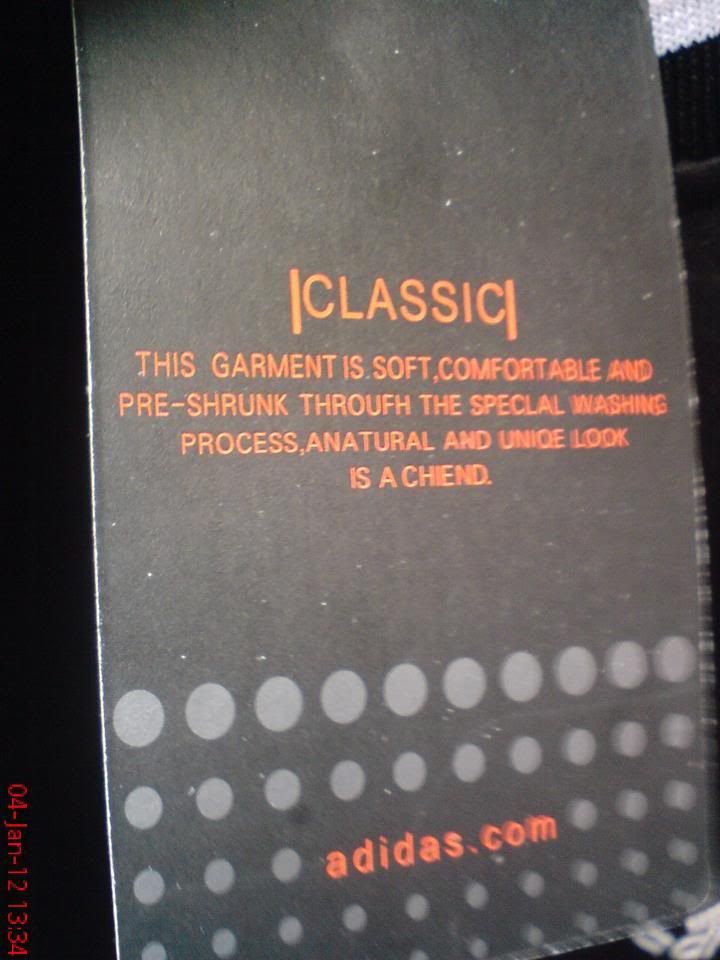 |CLASSIC|
THIS GARMENT IS SOFT,COMFORTABLE AND
PRE-SHRUNK THROUFH THE SPECLAL WASHING
PROCESS,ANATURAL AND UNIQE LOOK
IS A CHIEND.
adidas.com
04-Jan-12 13:34